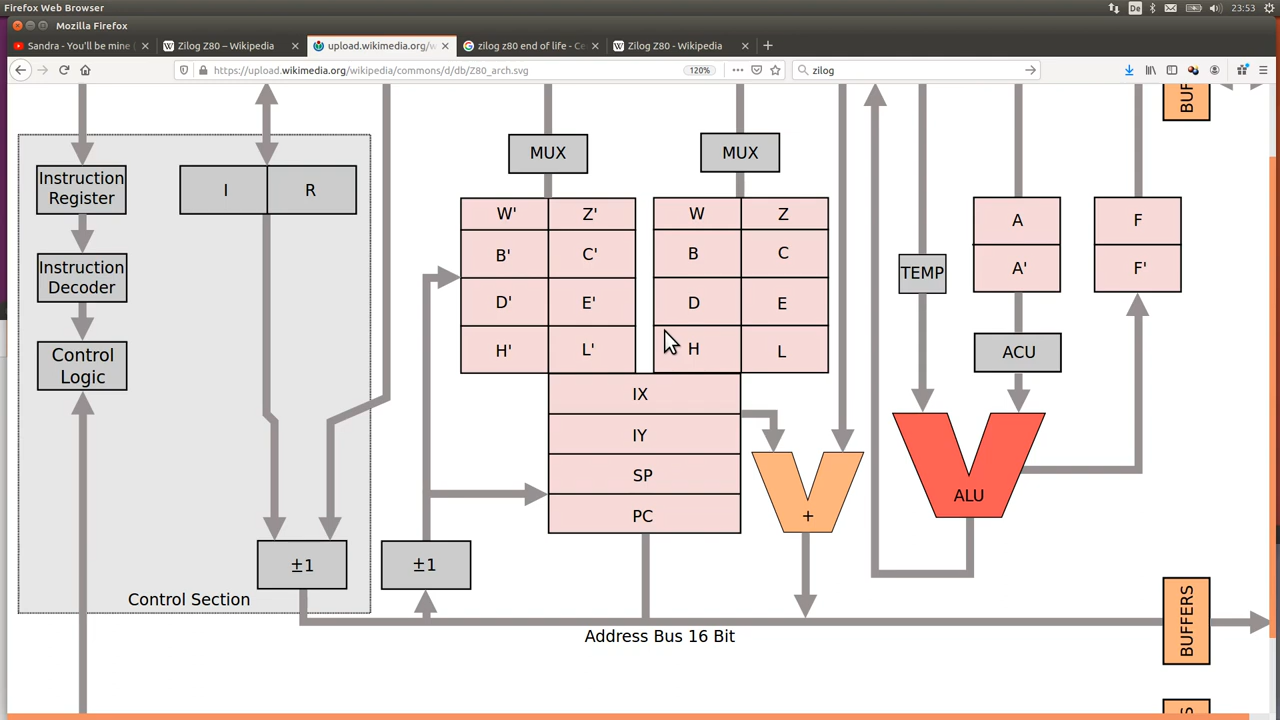 Firefox Web Browser
De
23:53
Mozilla Firefox
Sandra - You'll be mine
Zilog Z80 – Wikipedia
upload.wikimedia.org/w
zilog z80 end of life - Ce
Zilog Z80 - Wikipedia
https://upload.wikimedia.org/wikipedia/commons/d/db/Z80_arch.svg
120%
zilog
BUF
MUX
MUX
Instruction
Register
I
R
W'
Z'
W
Z
A
F
B'
C'
B
C
Instruction
Decoder
TEMP
A'
F'
D'
E'
D
E
Control
Logic
H'
L'
H
L
ACU
IX
IY
SP
PC
+
ALU
±1
±1
Control Section
BUFFERS
Address Bus 16 Bit
S